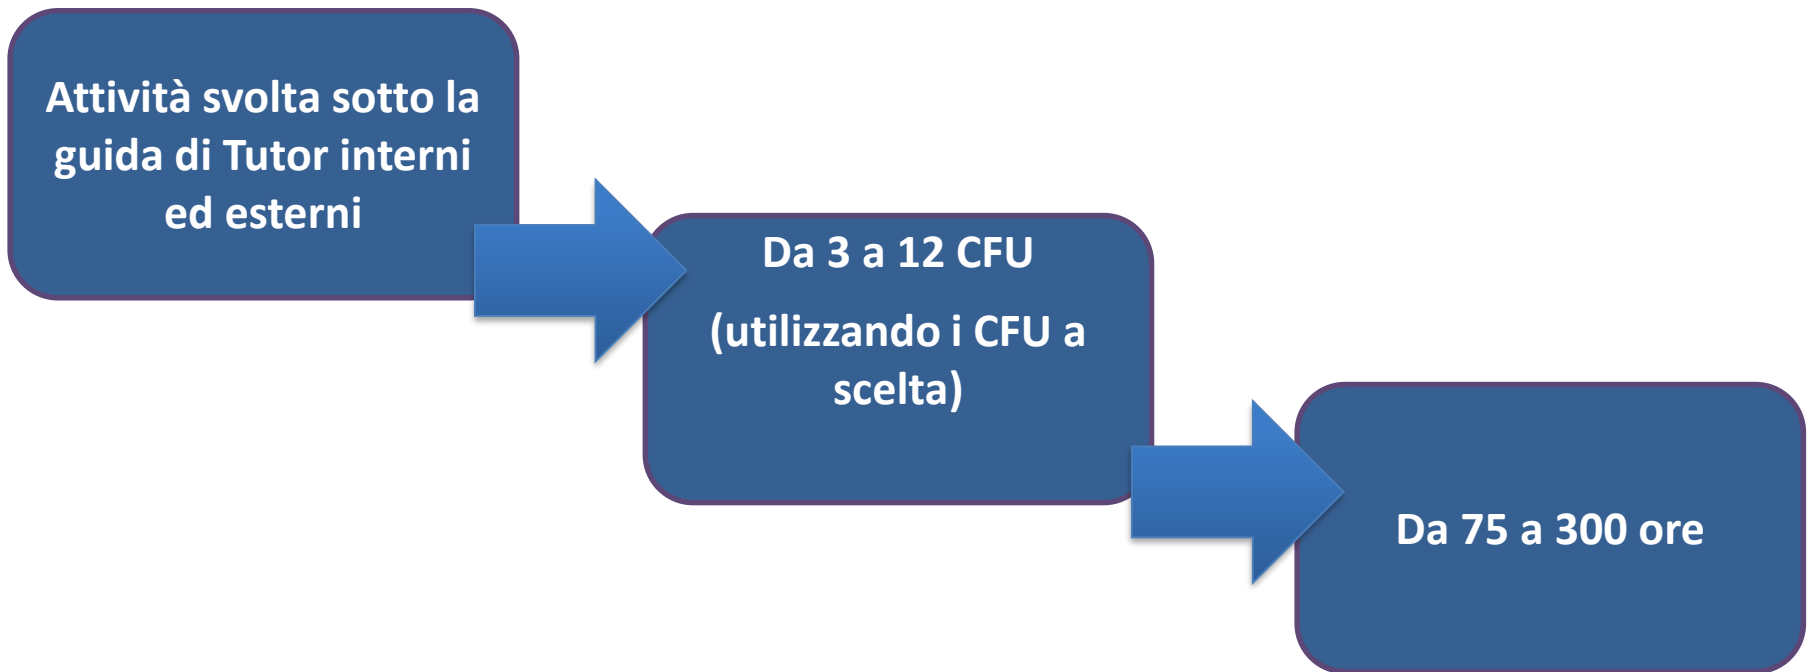 Attività svolta sotto la
guida di Tutor interni
ed esterni
Da 3 a 12 CFU
(utilizzando i CFU a
scelta)
Da 75 a 300 ore